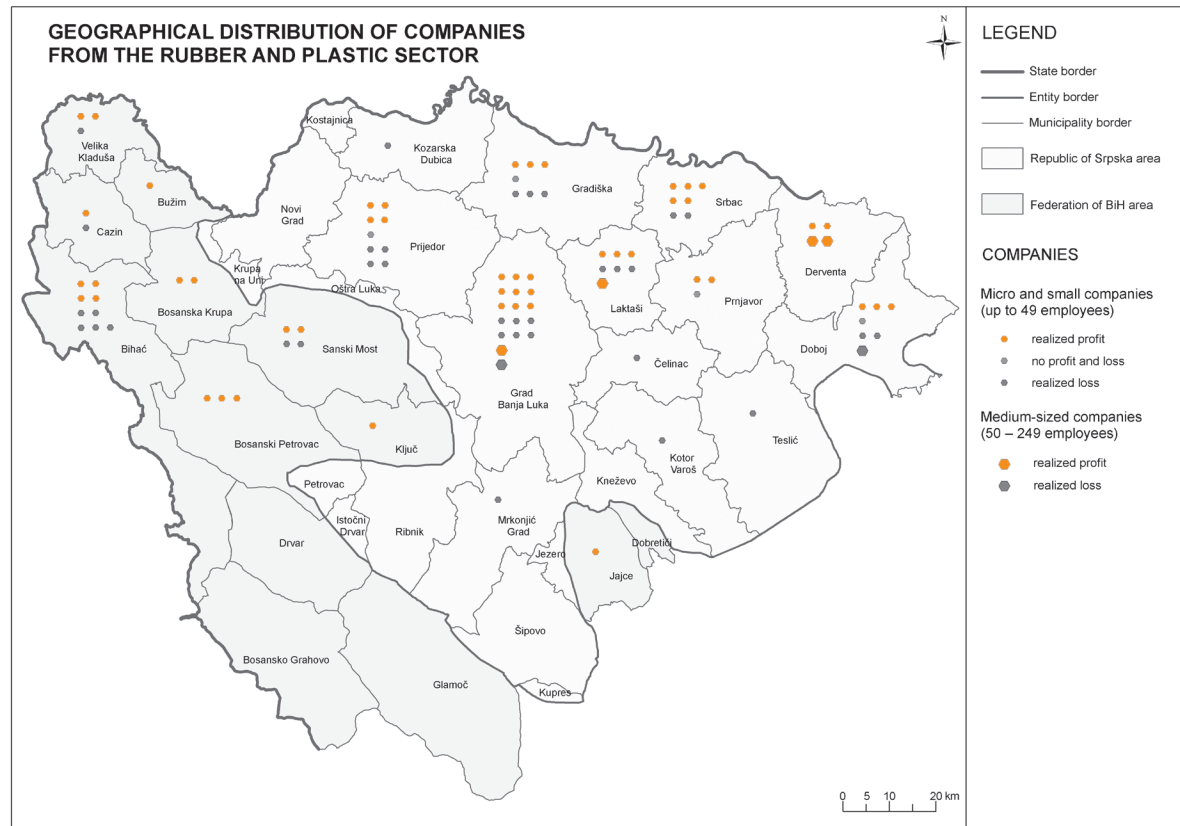 GEOGRAPHICAL DISTRIBUTION OF COMPANIES
FROM THE RUBBER AND PLASTIC SECTOR
N
Kostajnica
Kozarska
Dubica
Velika
Kladuša
Gradiška
Bužim
Srbac
Novi
Grad
Cazin
Prijedor
Derventa
Krupa
na Uni
Oštra Luka
Prnjavor
Laktaši
Bosanska Krupa
Bihać
Sanski Most
Doboj
Čelinac
Grad
Banja Luka
Bosanski Petrovac
Ključ
Teslić
Kotor
Varoš
Petrovac
Kneževo
Istočni
Drvar
Ribnik
Mrkonjić
Grad
Drvar
Dobretići
Jezero
Jajce
Šipovo
Bosansko Grahovo
Glamoč
Kupres
0 5 10 20 km
LEGEND
State border
Entity border
Municipality border
Republic of Srpska area
Federation of BiH area
COMPANIES
Micro and small companies
(up to 49 employees)
realized profit
no profit and loss
realized loss
Medium-sized companies
(50 – 249 employees)
realized profit
realized loss